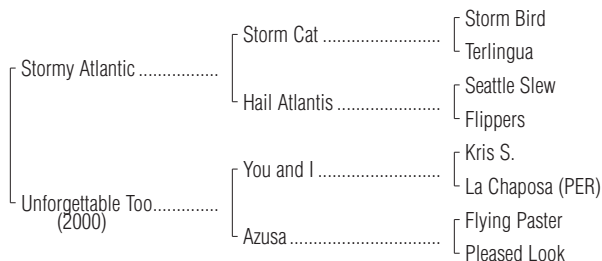 Storm Bird
Storm Cat ..............................
Terlingua
Stormy Atlantic ....................
Seattle Slew
Hail Atlantis ..........................
Flippers
Kris S.
You and I ...............................
La Chaposa (PER)
Unforgettable Too................
(2000)
Flying Paster
Azusa ......................................
Pleased Look